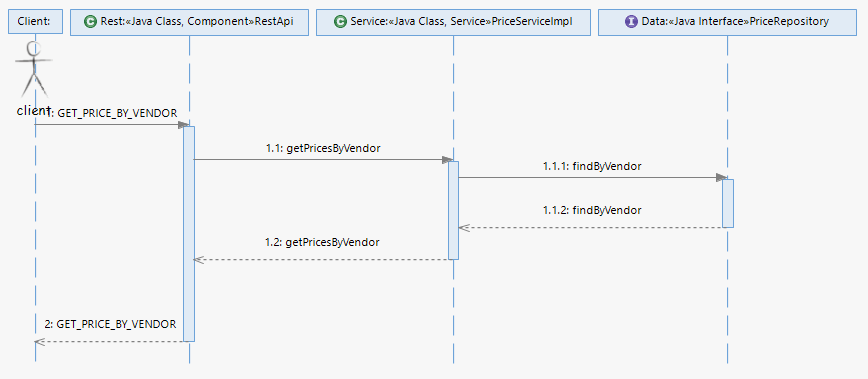 Client:
C Rest:«Java Class, Component»RestApi
C Service:«Java Class, Service»PriceServiceImpl
I Data:«Java Interface»PriceRepository
client
1: GET_PRICE_BY_VENDOR
1.1: getPricesByVendor
1.1.1: findByVendor
1.1.2: findByVendor
1.2: getPricesByVendor
2: GET_PRICE_BY_VENDOR